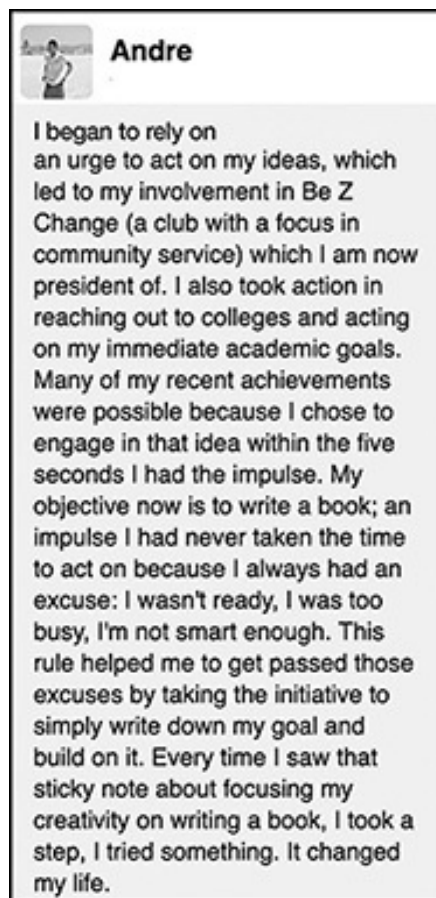 Andre
I began to rely on
an urge to act on my ideas, which
led to my involvement in Be Z
Change (a club with a focus in
community service) which I am now
president of. I also took action in
reaching out to colleges and acting
on my immediate academic goals.
Many of my recent achievements
were possible because I chose to
engage in that idea within the five
seconds I had the impulse. My
objective now is to write a book; an
impulse I had never taken the time
to act on because I always had an
excuse: I wasn't ready, I was too
busy, I'm not smart enough. This
rule helped me to get passed those
excuses by taking the initiative to
simply write down my goal and
build on it. Every time I saw that
sticky note about focusing my
creativity on writing a book, I took a
step, I tried something. It changed
my life.